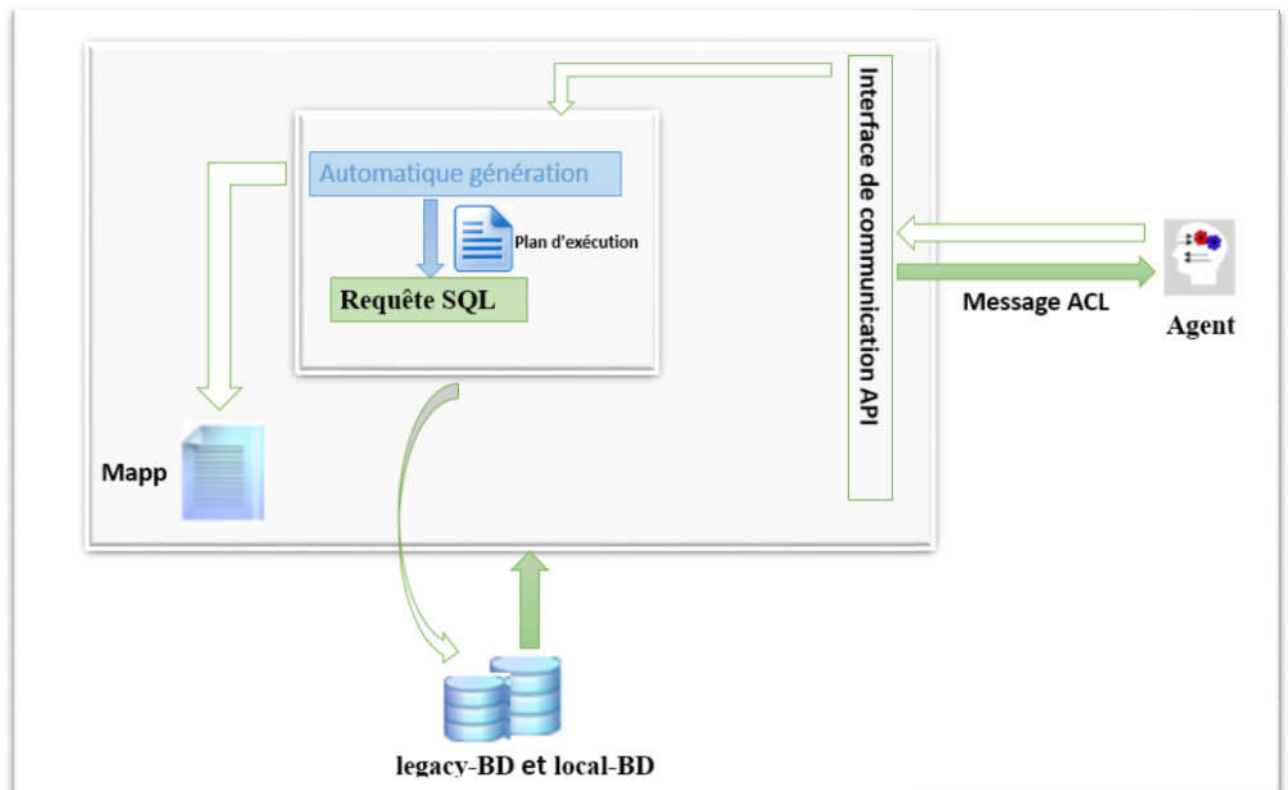 Interface de communication API
Automatique génération
Plan d'exécution
Requête SQL
Message ACL
Agent
Mapp
legacy-BD et local-BD